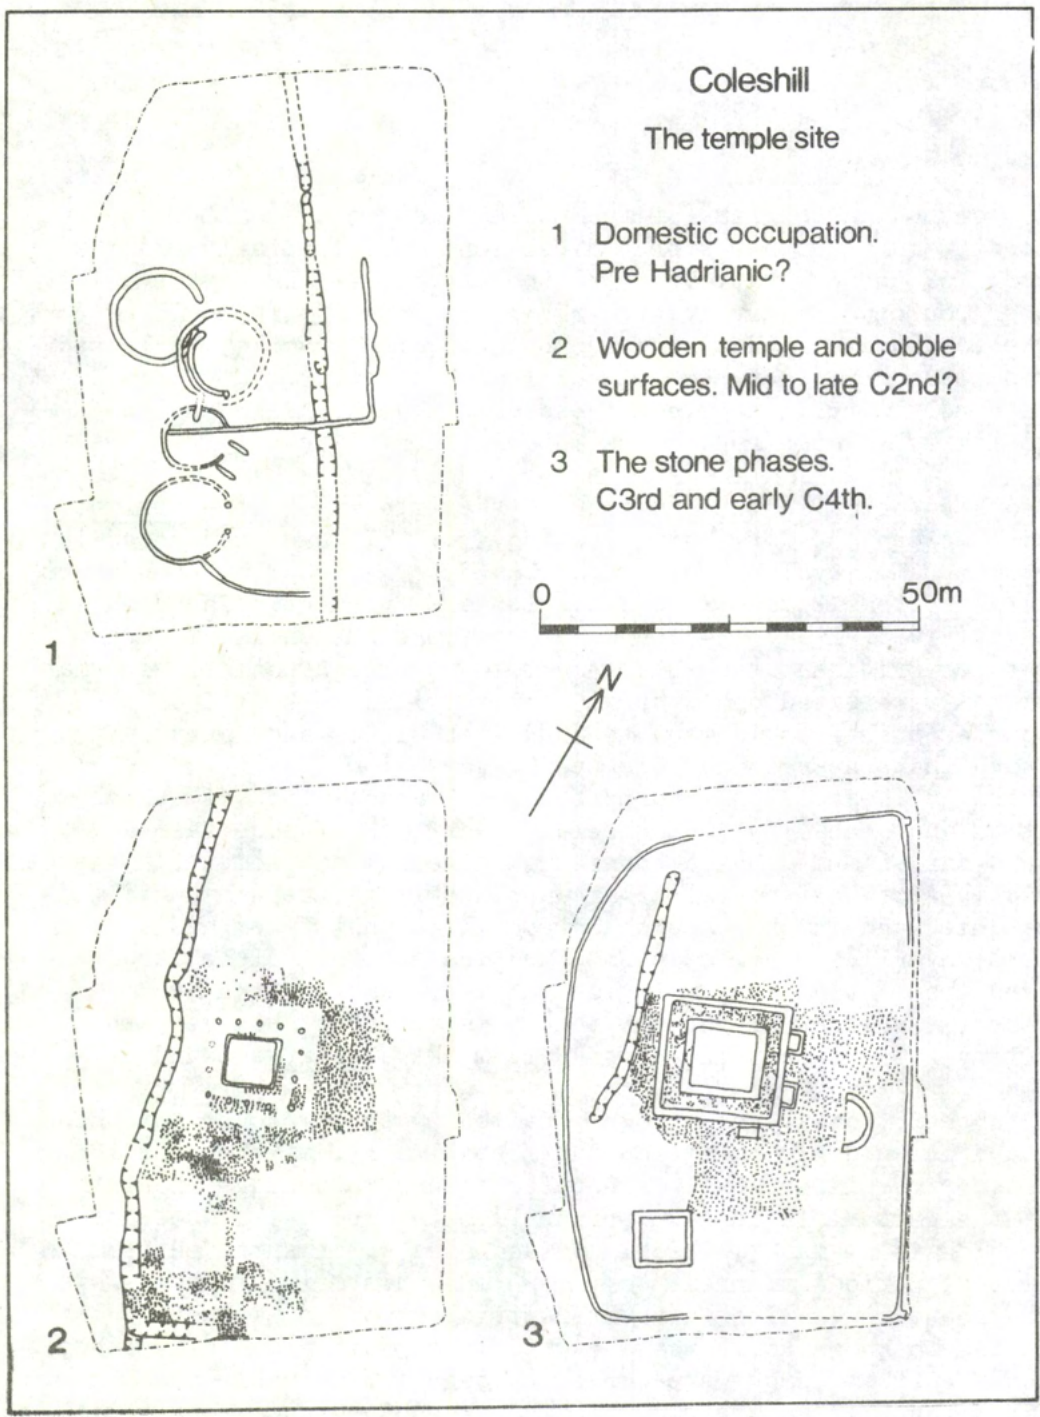 Coleshill
The temple site
1 Domestic occupation.
Pre Hadrianic?
2 Wooden temple and cobble
surfaces. Mid to late C2nd?
3 The stone phases.
C3rd and early C4th.
0 50m
1
N
2
3